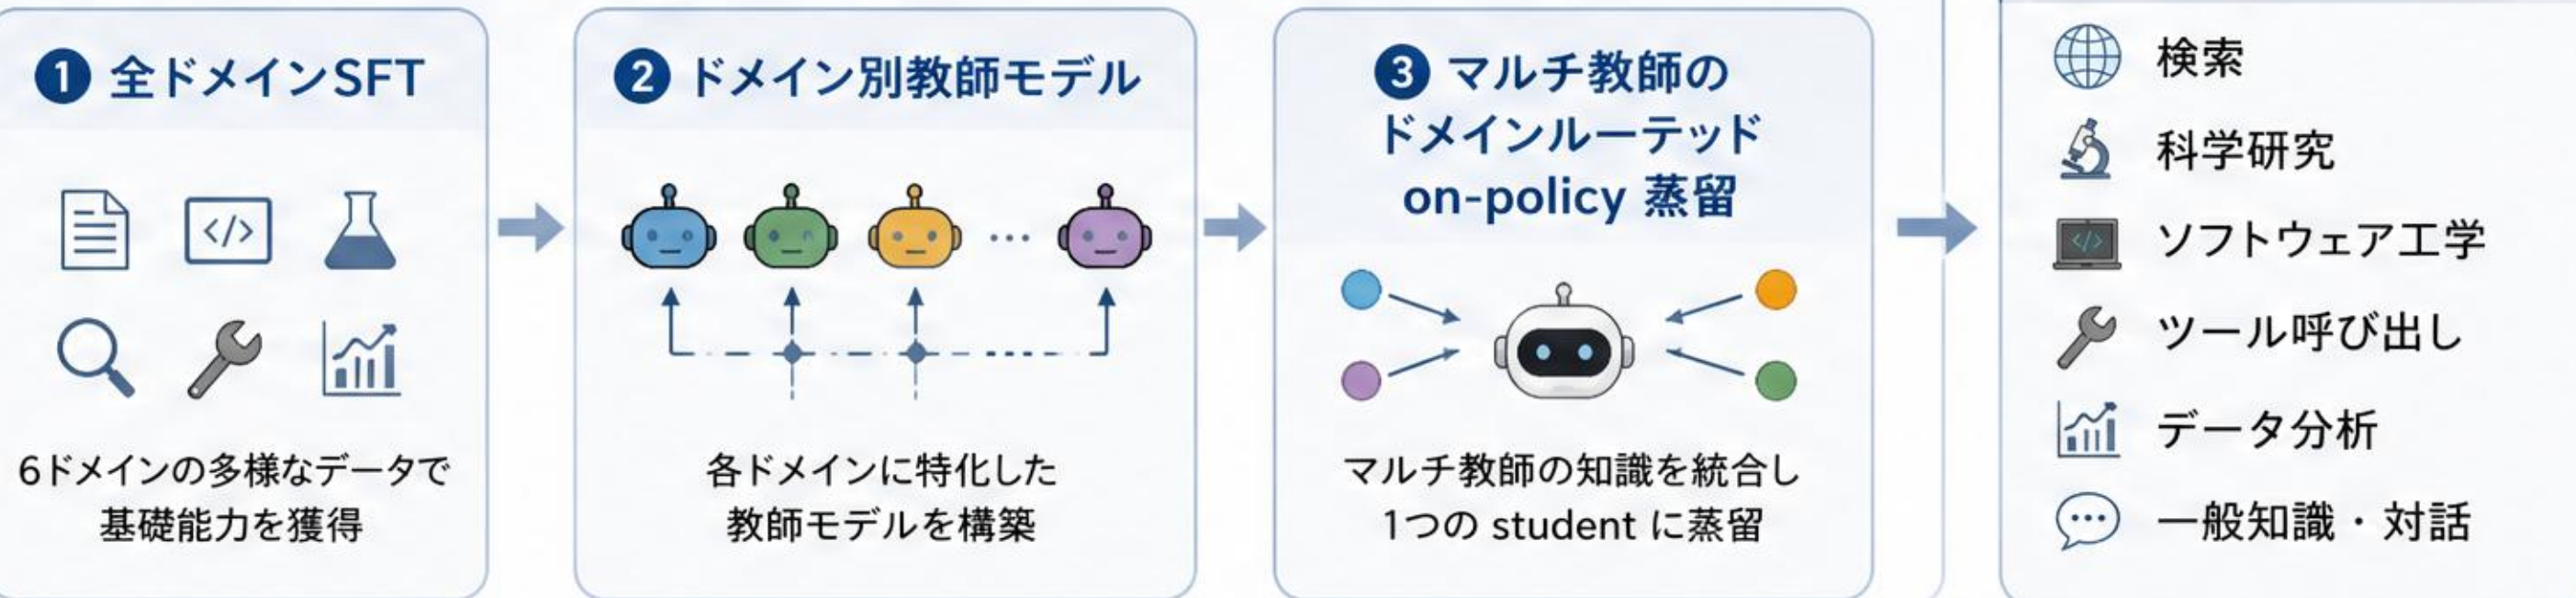 1 全ドメインSFT
</>
6ドメインの多様なデータで
基礎能力を獲得
2 ドメイン別教師モデル
...
各ドメインに特化した
教師モデルを構築
3 マルチ教師の
ドメインルーテッド
on-policy 蒸留
マルチ教師の知識を統合し
1つの student に蒸留
検索
科学研究
</>
ソフトウェア工学
ツール呼び出し
データ分析
一般知識・対話